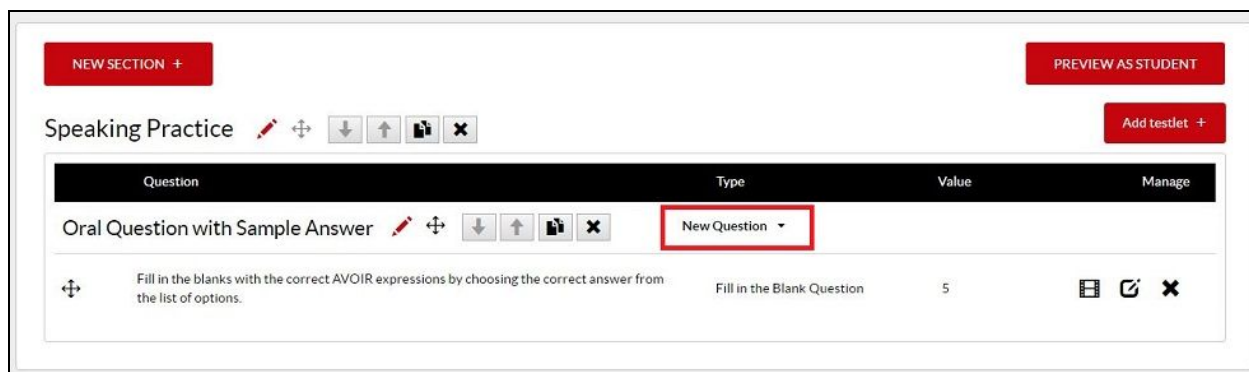 NEW SECTION +
PREVIEW AS STUDENT
Speaking Practice
Add testlet +
Question Type Value Manage
Oral Question with Sample Answer
New Question
Fill in the blanks with the correct AVOIR expressions by choosing the correct answer from
the list of options.
Fill in the Blank Question
5